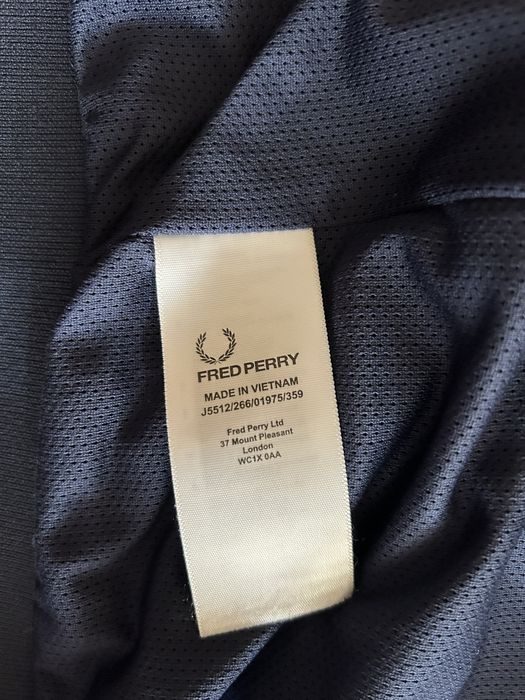 FRED PERRY
MADE IN VIETNAM
J5512/266/01975/359
Fred Perry Ltd
37 Mount Pleasant
London
WC1X 0AA